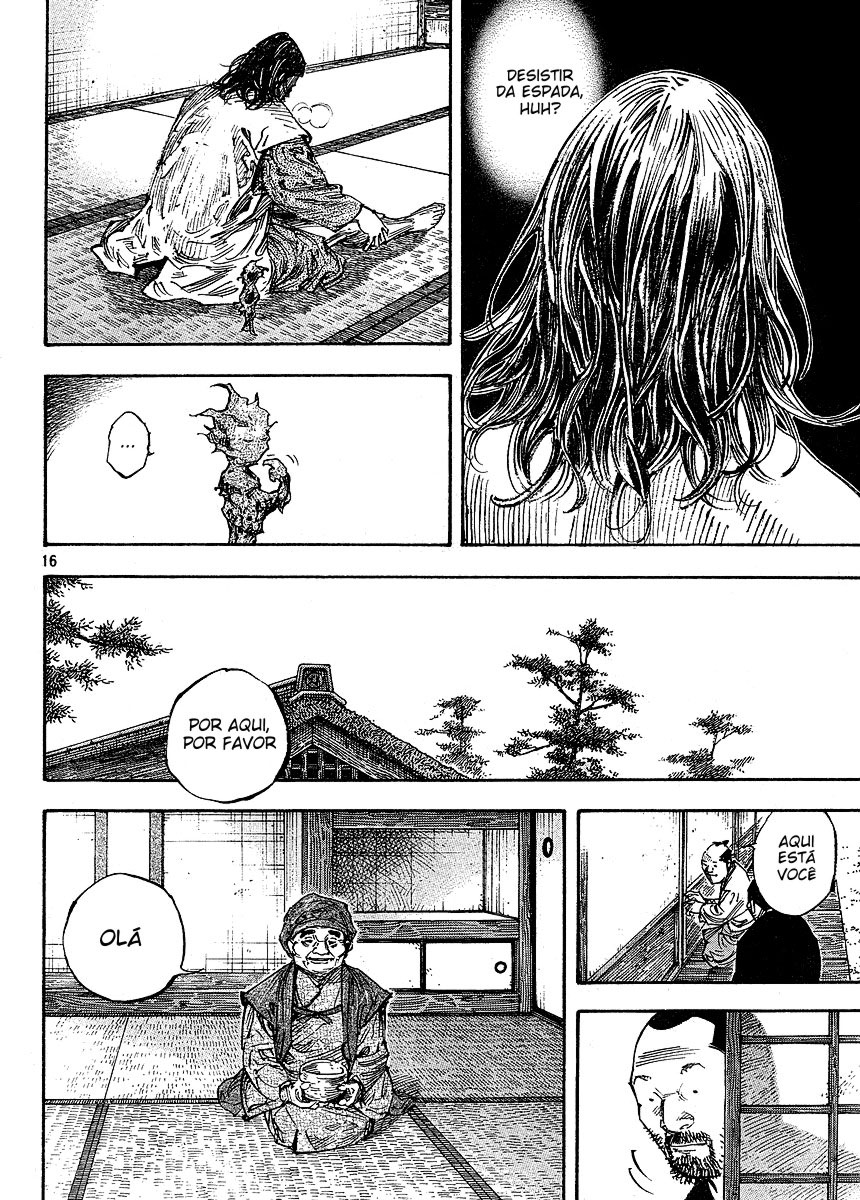 DESISTIR
DA ESPADA,
HUH?
...
16
POR AQUI,
POR FAVOR
AQUI
ESTÁ
VOCÊ
OLÁ